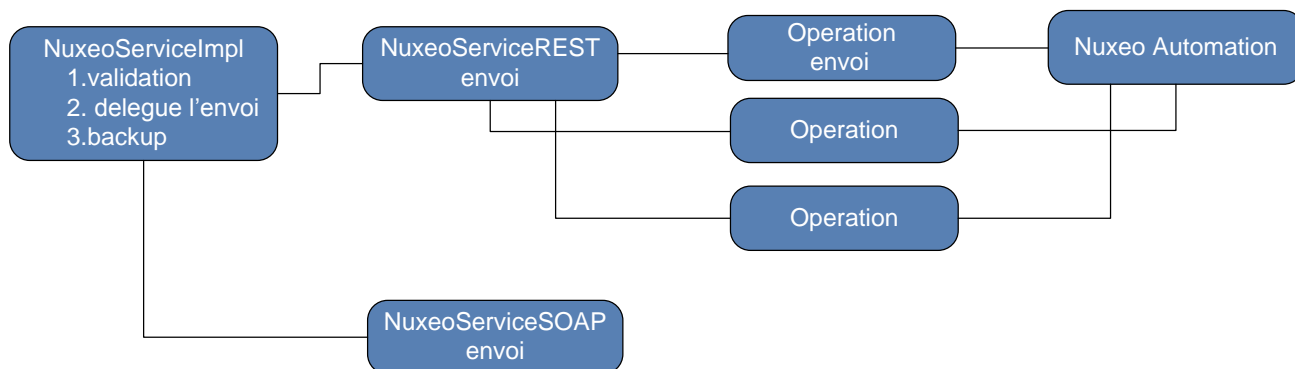 NuxeoServiceImpl
1.validation
2. delegue l'envoi
3.backup
NuxeoServiceREST
envoi
Operation
envoi
Nuxeo Automation
Operation
Operation
NuxeoServiceSOAP
envoi